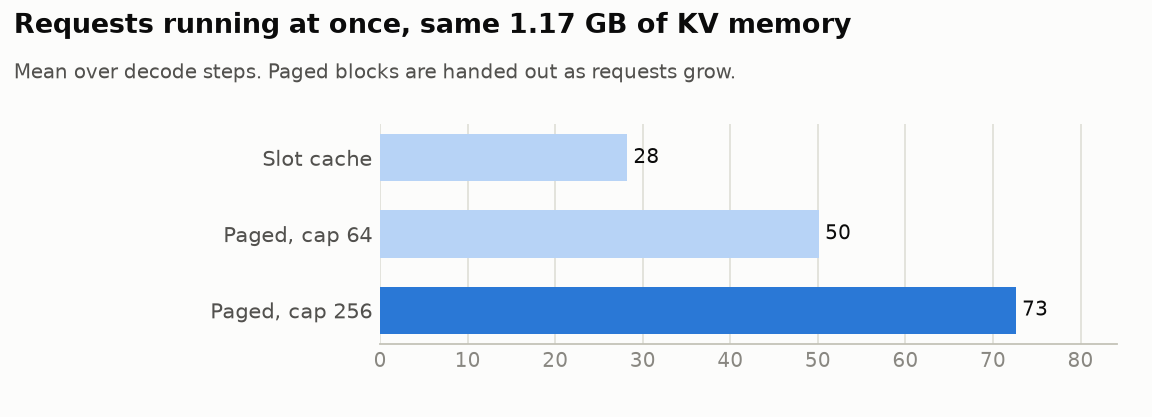 Requests running at once, same 1.17 GB of KV memory
Mean over decode steps. Paged blocks are handed out as requests grow.
Slot cache 28
Paged, cap 64 50
Paged, cap 256 73
0 10 20 30 40 50 60 70 80